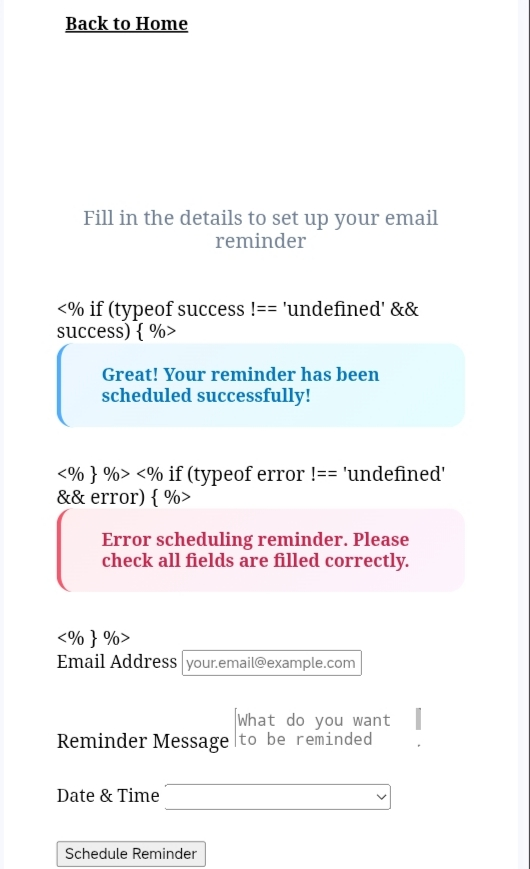 Back to Home
Fill in the details to set up your email
reminder
<% if (typeof success !== 'undefined' &&
success) { %>
Great! Your reminder has been
scheduled successfully!
<% } %> <% if (typeof error !== 'undefined'
&& error) { %>
Error scheduling reminder. Please
check all fields are filled correctly.
<% } %>
Email Address your.email@example.com
Reminder Message What do you want
to be reminded
Date & Time
Schedule Reminder